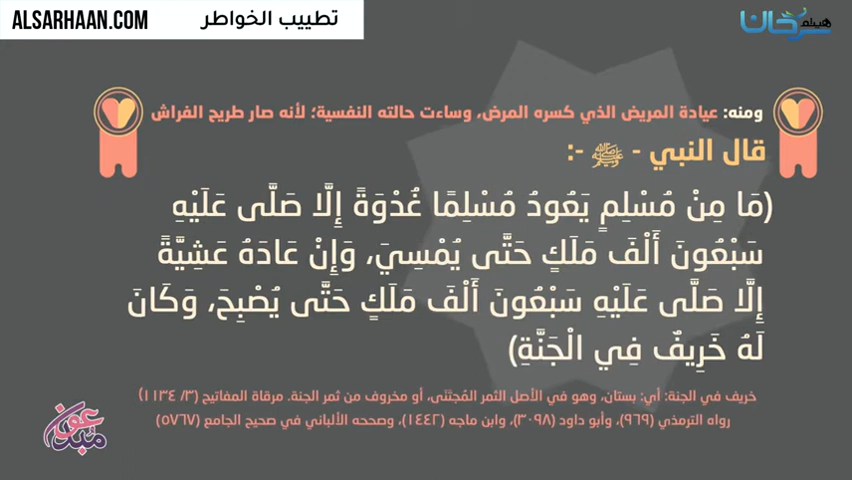 ALSARHAAN.COM
تطييب الخواطر
هيثم سرحان
ومنه: عيادة المريض الذي كسره المرض، وساءت حالته النفسية؛ لأنه صار طريح الفراش
قال النبي - ﷺ -:
(مَا مِنْ مُسْلِمٍ يَعُودُ مُسْلِمًا غُدْوَةً إِلَّا صَلَّى عَلَيْهِ
سَبْعُونَ أَلْفَ مَلَكٍ حَتَّى يُمْسِيَ، وَإِنْ عَادَهُ عَشِيَّةً
إِلَّا صَلَّى عَلَيْهِ سَبْعُونَ أَلْفَ مَلَكٍ حَتَّى يُصْبِحَ، وَكَانَ
لَهُ خَرِيفٌ فِي الْجَنَّةِ)
خريف في الجنة: أي: بستان، وهو في الأصل الثمر المُجتَنَى، أو مخروف من ثمر الجنة. مرقاة المفاتيح (٣/ ١١٣٤)
رواه الترمذي (٩٦٩)، وأبو داود (٣٠٩٨)، وابن ماجه (١٤٤٢)، وصححه الألباني في صحيح الجامع (٥٧٦٧)